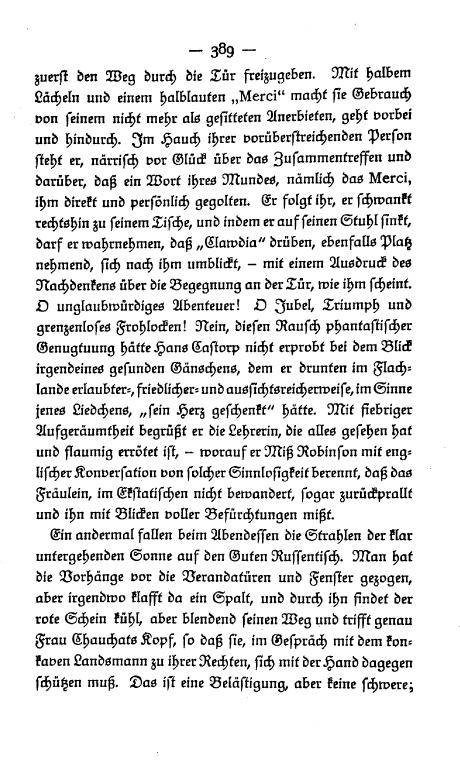 — 389 —
zuerst den Weg durch die Tür freizugeben. Mit halbem
Lächeln und einem halblauten „Merci“ macht sie Gebrauch
von seinem nicht mehr als gesitteten Anerbieten, geht vorbei
und hindurch. Im Hauch ihrer vorüberstreichenden Person
steht er, närrisch vor Glück über das Zusammentreffen und
darüber, daß ein Wort ihres Mundes, nämlich das Merci,
ihm direkt und persönlich gegolten. Er folgt ihr, er schwankt
rechtshin zu seinem Tische, und indem er auf seinen Stuhl sinkt,
darf er wahrnehmen, daß „Clawdia“ drüben, ebenfalls Platz
nehmend, sich nach ihm umblickt, – mit einem Ausdruck des
Nachdenkens über die Begegnung an der Tür, wie ihm scheint.
O unglaubwürdiges Abenteuer! O Jubel, Triumph und
grenzenloses Frohlocken! Nein, diesen Rausch phantastischer
Genugtuung hätte Hans Castorp nicht erprobt bei dem Blick
irgendeines gesunden Gänschens, dem er drunten im Flach-
lande erlaubter-, friedlicher- und aussichtsreicherweise, im Sinne
jenes Liedchens, „sein Herz geschenkt“ hätte. Mit fiebriger
Aufgeräumtheit begrüßt er die Lehrerin, die alles gesehen hat
und flaumig errötet ist, – worauf er Miß Robinson mit eng-
lischer Konversation von solcher Sinnlosigkeit berennt, daß das
Fräulein, im Ekstatischen nicht bewandert, sogar zurückprallt
und ihn mit Blicken voller Befürchtungen mißt.
Ein andermal fallen beim Abendessen die Strahlen der klar
untergehenden Sonne auf den Guten Russentisch. Man hat
die Vorhänge vor die Verandatüren und Fenster gezogen,
aber irgendwo klafft da ein Spalt, und durch ihn findet der
rote Schein kühl, aber blendend seinen Weg und trifft genau
Frau Chauchats Kopf, so daß sie, im Gespräch mit dem kon-
kaven Landsmann zu ihrer Rechten, sich mit der Hand dagegen
schützen muß. Das ist eine Belästigung, aber keine schwere;